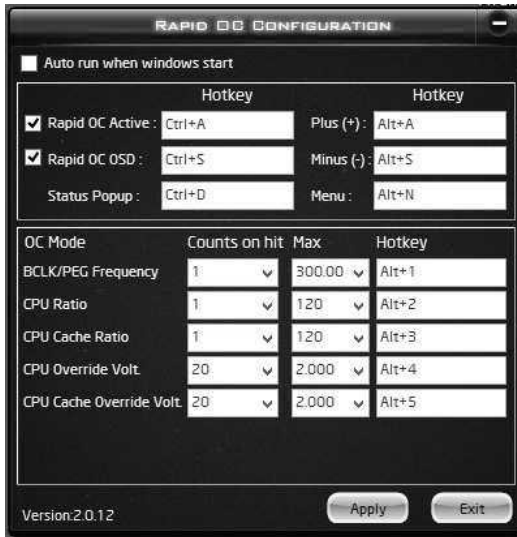 RAPID OC CONFIGURATION
Auto run when windows start
Hotkey Hotkey
Rapid OC Active : Ctrl+A Plus (+) : Alt+A
Rapid OC OSD : Ctrl+S Minus (-) : Alt+S
Status Popup : Ctrl+D Menu : Alt+N
OC Mode Counts on hit Max Hotkey
BCLK/PEG Frequency 1 300.00 Alt+1
CPU Ratio 1 120 Alt+2
CPU Cache Ratio 1 120 Alt+3
CPU Override Volt. 20 2.000 Alt+4
CPU Cache Override Volt. 20 2.000 Alt+5
Version:2.0.12 Apply Exit